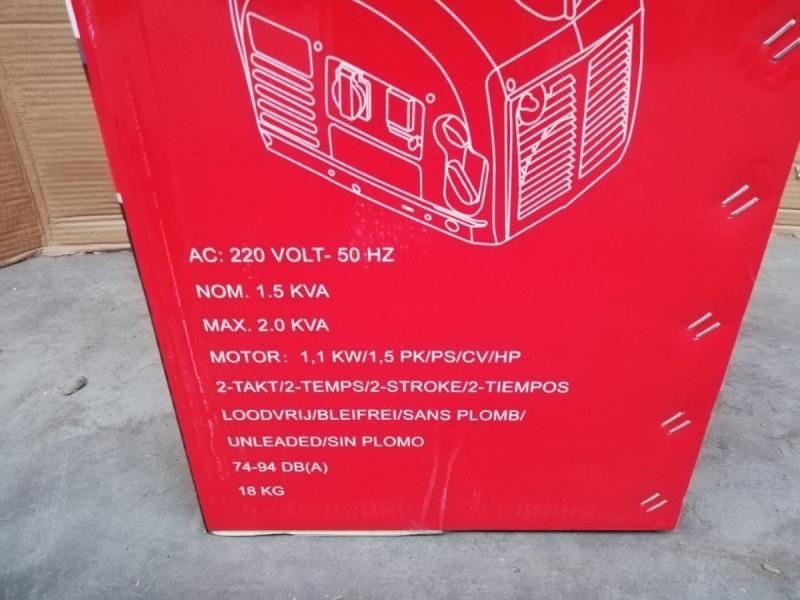 AC: 220 VOLT- 50 HZ
NOM. 1.5 KVA
MAX. 2.0 KVA
MOTOR: 1,1 KW/1,5 PK/PS/CV/HP
2-TAKT/2-TEMPS/2-STROKE/2-TIEMPOS
LOODVRIJ/BLEIFREI/SANS PLOMB/
UNLEADED/SIN PLOMO
74-94 DB(A)
18 KG